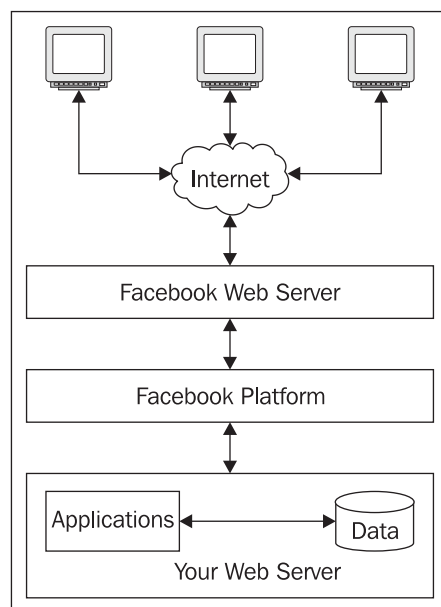 Internet
Facebook Web Server
Facebook Platform
Applications
Data
Your Web Server